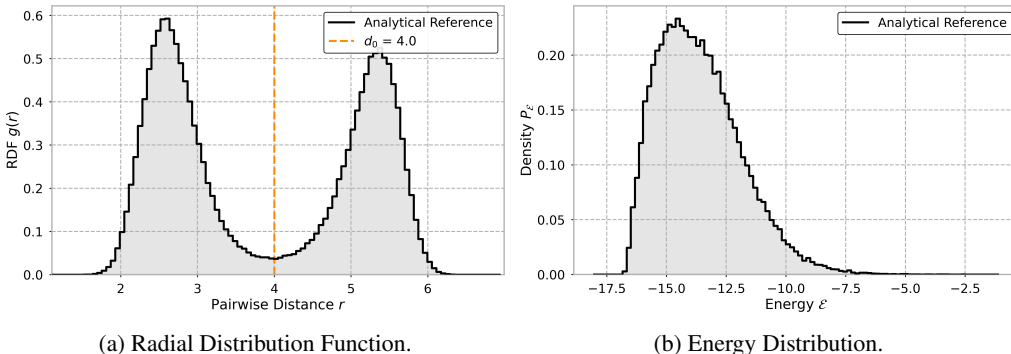 Analytical Reference
d₀ = 4.0
RDF g(r)
0.6
0.5
0.4
0.3
0.2
0.1
0.0
2 3 4 5 6
Pairwise Distance r
(a) Radial Distribution Function.
Analytical Reference
Density P_ℰ
0.20
0.15
0.10
0.05
0.00
−17.5 −15.0 −12.5 −10.0 −7.5 −5.0 −2.5
Energy ℰ
(b) Energy Distribution.